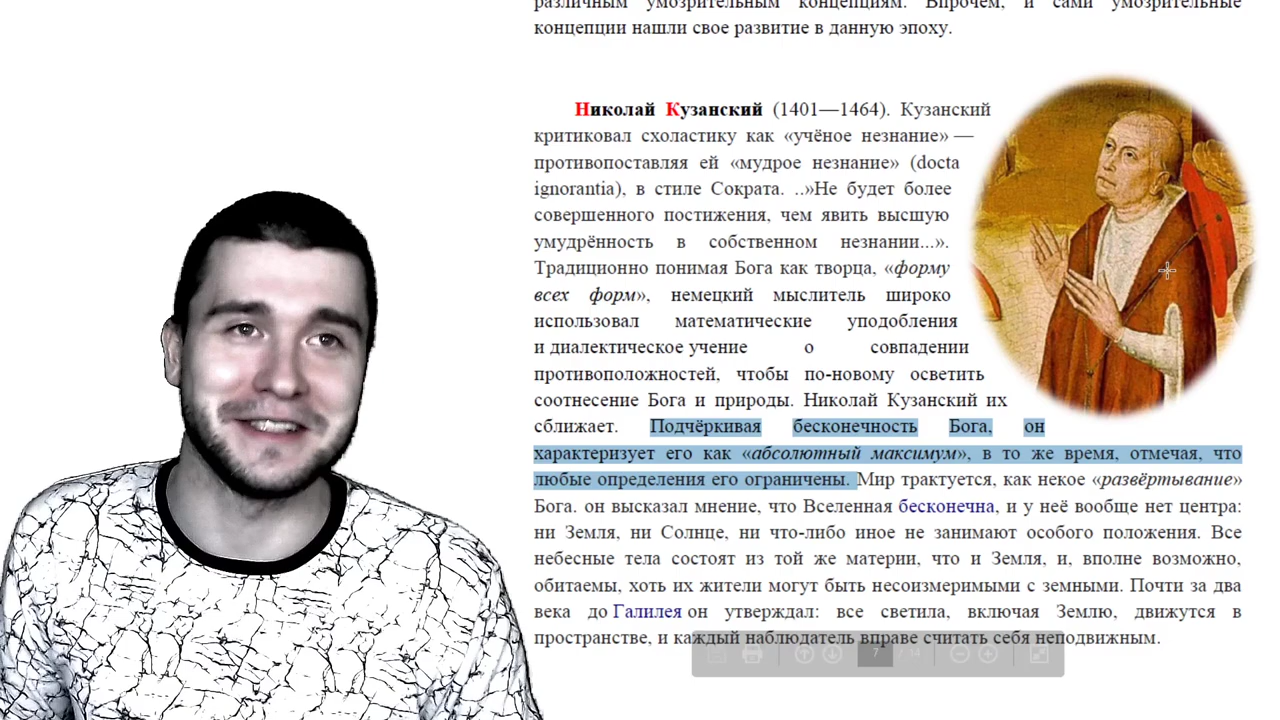 различным умозрительным концепциям. Впрочем, и сами умозрительные
концепции нашли свое развитие в данную эпоху.
Николай Кузанский (1401—1464). Кузанский
критиковал схоластику как «учёное незнание» —
противопоставляя ей «мудрое незнание» (docta
ignorantia), в стиле Сократа. ..»Не будет более
совершенного постижения, чем явить высшую
умудрённость в собственном незнании...».
Традиционно понимая Бога как творца, «форму
всех форм», немецкий мыслитель широко
использовал математические уподобления
и диалектическое учение о совпадении
противоположностей, чтобы по-новому осветить
соотнесение Бога и природы. Николай Кузанский их
сближает. Подчёркивая бесконечность Бога, он
характеризует его как «абсолютный максимум», в то же время, отмечая, что
любые определения его ограничены. Мир трактуется, как некое «развёртывание»
Бога. он высказал мнение, что Вселенная бесконечна, и у неё вообще нет центра:
ни Земля, ни Солнце, ни что-либо иное не занимают особого положения. Все
небесные тела состоят из той же материи, что и Земля, и, вполне возможно,
обитаемы, хоть их жители могут быть несоизмеримыми с земными. Почти за два
века до Галилея он утверждал: все светила, включая Землю, движутся в
пространстве, и каждый наблюдатель вправе считать себя неподвижным.
7 / 14